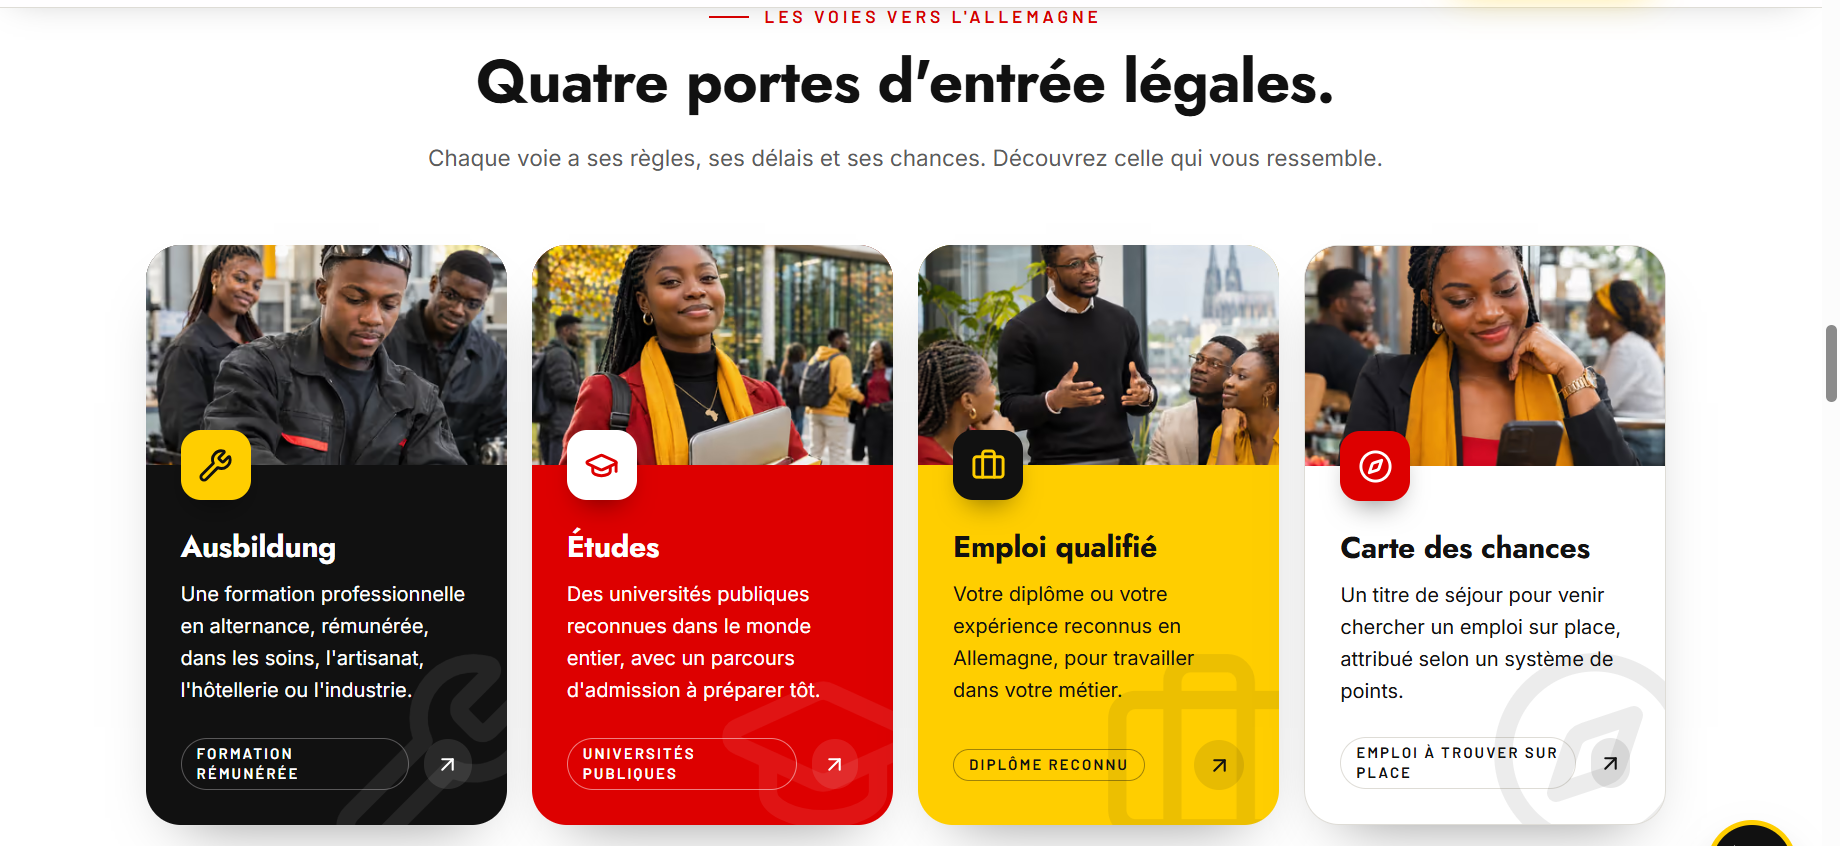 LES VOIES VERS L'ALLEMAGNE
Quatre portes d'entrée légales.
Chaque voie a ses règles, ses délais et ses chances. Découvrez celle qui vous ressemble.
Ausbildung
Une formation professionnelle
en alternance, rémunérée,
dans les soins, l'artisanat,
l'hôtellerie ou l'industrie.
FORMATION
RÉMUNÉRÉE
Études
Des universités publiques
reconnues dans le monde
entier, avec un parcours
d'admission à préparer tôt.
UNIVERSITÉS
PUBLIQUES
Emploi qualifié
Votre diplôme ou votre
expérience reconnus en
Allemagne, pour travailler
dans votre métier.
DIPLÔME RECONNU
Carte des chances
Un titre de séjour pour venir
chercher un emploi sur place,
attribué selon un système de
points.
EMPLOI À TROUVER SUR
PLACE